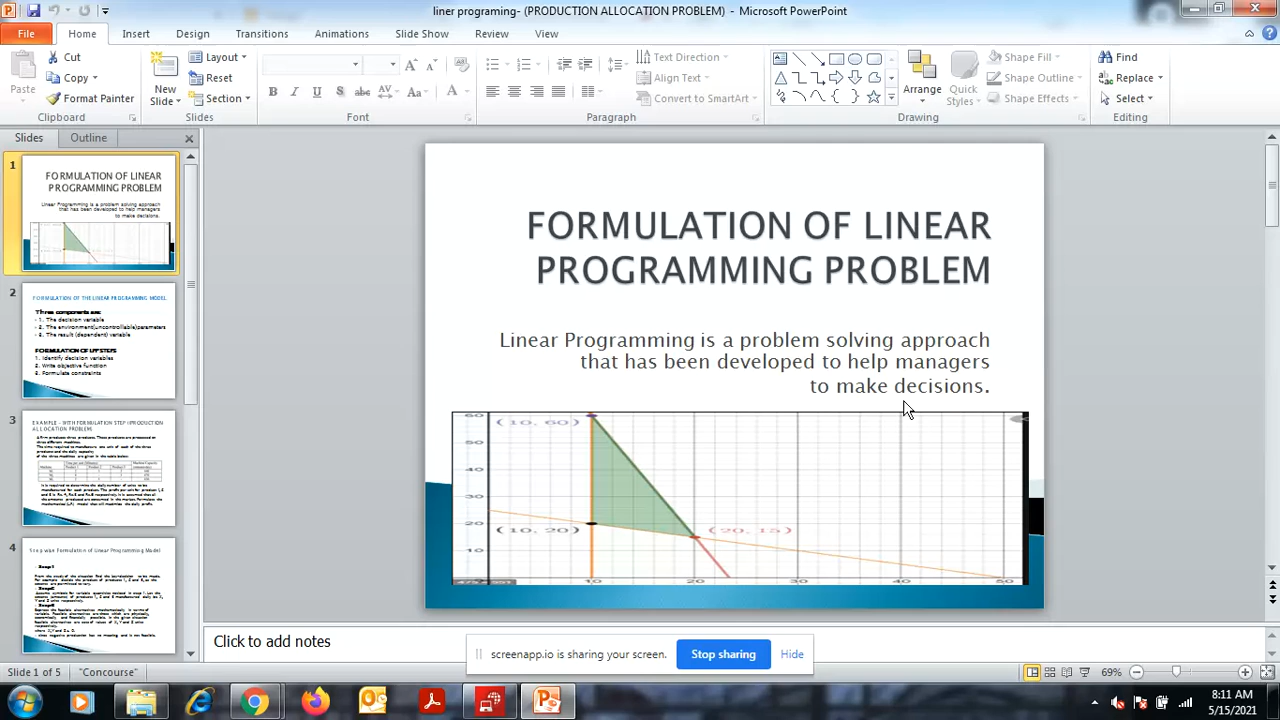 liner programing- (PRODUCTION ALLOCATION PROBLEM) - Microsoft PowerPoint
File Home Insert Design Transitions Animations Slide Show Review View
Paste
Cut
Copy
Format Painter
Clipboard
New Slide
Layout
Reset
Section
Slides
B I U S abc AV Aa A
Font
Text Direction
Align Text
Convert to SmartArt
Paragraph
Arrange
Quick Styles
Shape Fill
Shape Outline
Shape Effects
Drawing
Find
Replace
Select
Editing
Slides Outline
1
FORMULATION OF LINEAR
PROGRAMMING PROBLEM
Linear Programming is a problem solving approach
that has been developed to help managers
to make decisions.
2
FORMULATION OF THE LINEAR PROGRAMMING MODEL
Three components are:
1. The decision variable
2. The environment(uncontrollable)parameters
3. The result (dependent) variable
FORMULATION OF LPP STEPS
1. Identify decision variables
2. Write objective function
3. Formulate constraints
3
4
FORMULATION OF LINEAR
PROGRAMMING PROBLEM
Linear Programming is a problem solving approach
that has been developed to help managers
to make decisions.
60
(10, 60)
50
40
30
20
(10, 20)
(20, 15)
10
10 20 30 40 50
Click to add notes
screenapp.io is sharing your screen. Stop sharing Hide
Slide 1 of 5 "Concourse" 69%
8:11 AM
5/15/2021